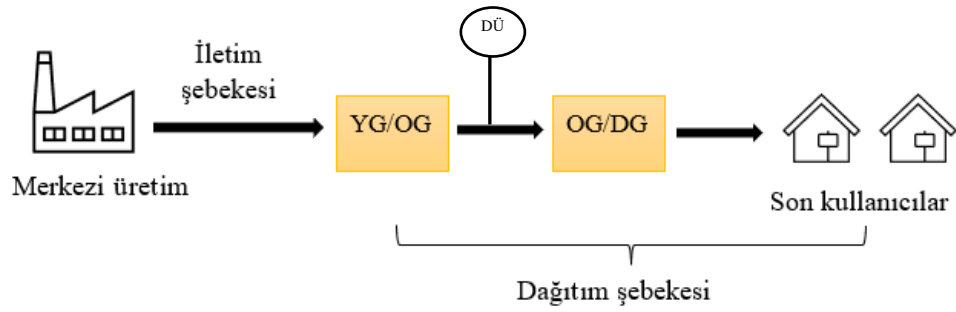 DÜ
İletim
şebekesi
YG/OG
OG/DG
Merkezi üretim
Son kullanıcılar
Dağıtım şebekesi